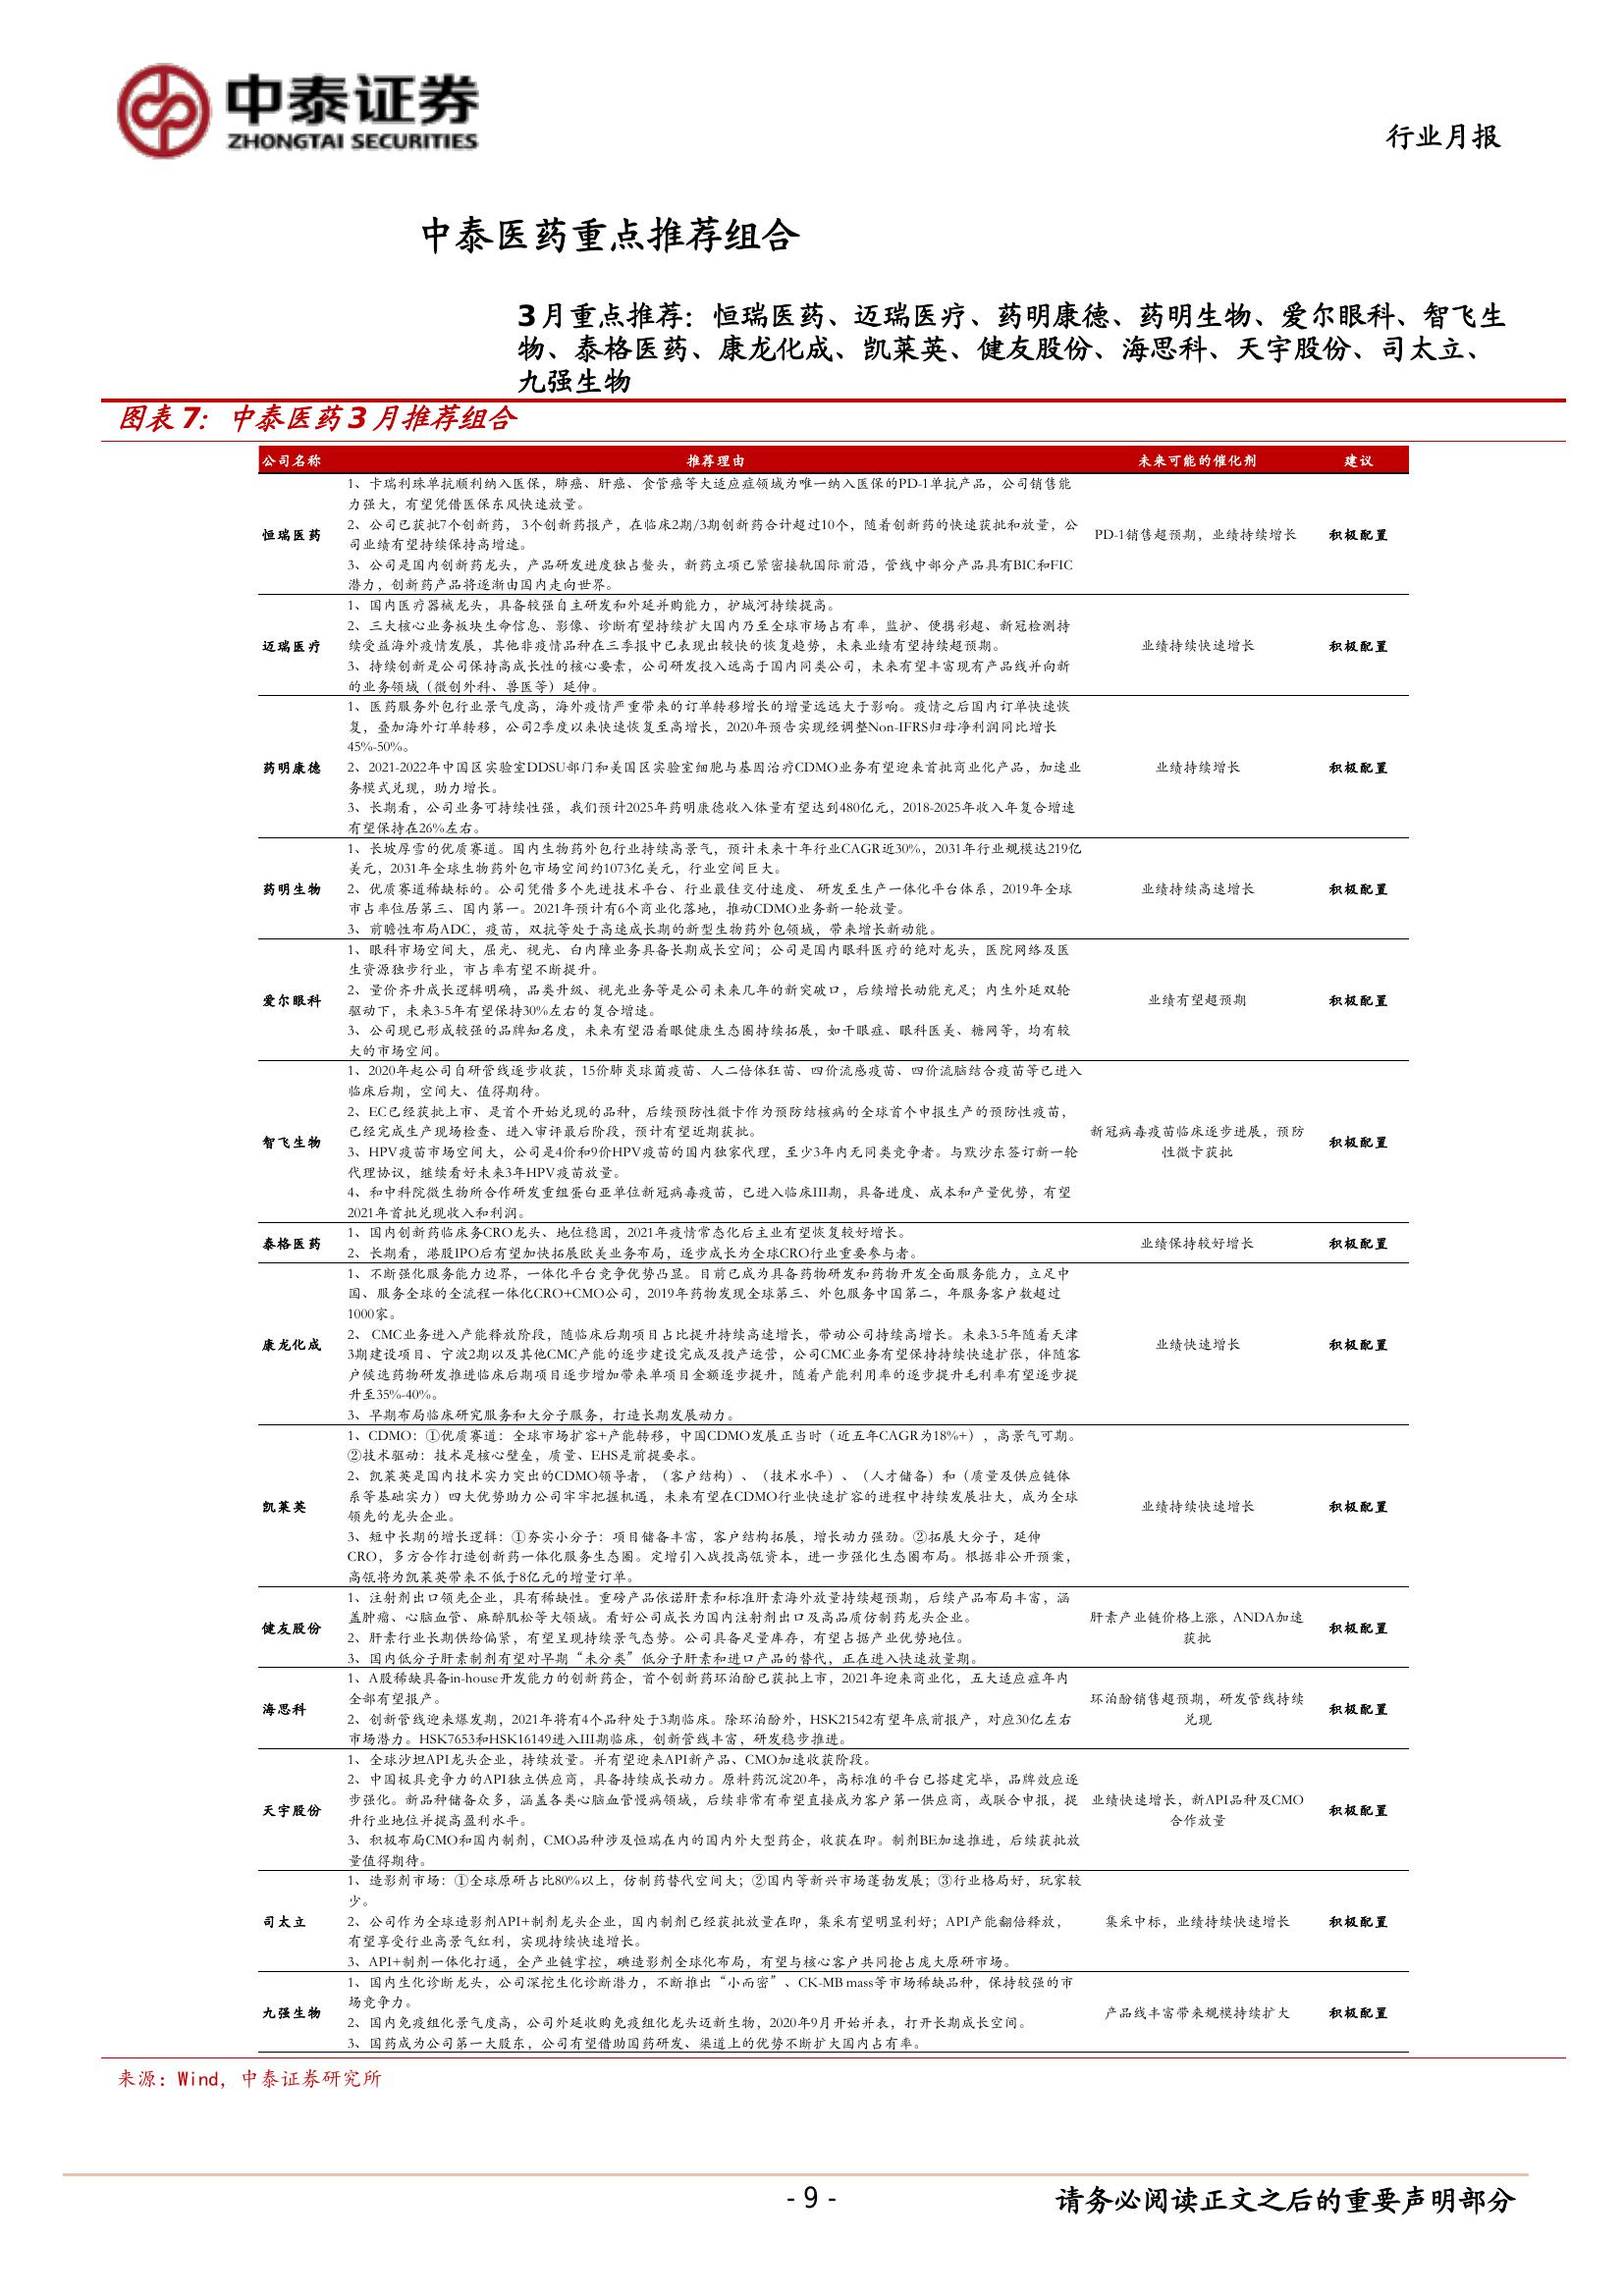 中泰证券
ZHONGTAI SECURITIES
行业月报
中泰医药重点推荐组合
3月重点推荐：恒瑞医药、迈瑞医疗、药明康德、药明生物、爱尔眼科、智飞生
物、泰格医药、康龙化成、凯莱英、健友股份、海思科、天宇股份、司太立、
九强生物
图表 7：中泰医药 3 月推荐组合
公司名称 推荐理由 未来可能的催化剂 建议
恒瑞医药
1、卡瑞利珠单抗顺利纳入医保，肺癌、肝癌、食管癌等大适应症领域为唯一纳入医保的PD-1单抗产品，公司销售能
力强大，有望凭借医保东风快速放量。
2、公司已获批7个创新药， 3个创新药报产，在临床2期/3期创新药合计超过10个，随着创新药的快速获批和放量，公
司业绩有望持续保持高增速。
3、公司是国内创新药龙头，产品研发进度独占鳌头，新药立项已紧密接轨国际前沿，管线中部分产品具有BIC和FIC
潜力，创新药产品将逐渐由国内走向世界。
PD-1销售超预期，业绩持续增长
积极配置
迈瑞医疗
1、国内医疗器械龙头，具备较强自主研发和外延并购能力，护城河持续提高。
2、三大核心业务板块生命信息、影像、诊断有望持续扩大国内乃至全球市场占有率，监护、便携彩超、新冠检测持
续受益海外疫情发展，其他非疫情品种在三季报中已表现出较快的恢复趋势，未来业绩有望持续超预期。
3、持续创新是公司保持高成长性的核心要素，公司研发投入远高于国内同类公司，未来有望丰富现有产品线并向新
的业务领域（微创外科、兽医等）延伸。
业绩持续快速增长
积极配置
药明康德
1、医药服务外包行业景气度高，海外疫情严重带来的订单转移增长的增量远远大于影响。疫情之后国内订单快速恢
复，叠加海外订单转移，公司2季度以来快速恢复至高增长，2020年预告实现经调整Non-IFRS归母净利润同比增长
45%-50%。
2、2021-2022年中国区实验室DDSU部门和美国区实验室细胞与基因治疗CDMO业务有望迎来首批商业化产品，加速业
务模式兑现，助力增长。
3、长期看，公司业务可持续性强，我们预计2025年药明康德收入体量有望达到480亿元，2018-2025年收入年复合增速
有望保持在26%左右。
业绩持续增长
积极配置
药明生物
1、长坡厚雪的优质赛道。国内生物药外包行业持续高景气，预计未来十年行业CAGR近30%，2031年行业规模达219亿
美元，2031年全球生物药外包市场空间约1073亿美元，行业空间巨大。
2、优质赛道稀缺标的。公司凭借多个先进技术平台、行业最佳交付速度、 研发至生产一体化平台体系，2019年全球
市占率位居第三、国内第一。2021年预计有6个商业化落地，推动CDMO业务新一轮放量。
3、前瞻性布局ADC，疫苗，双抗等处于高速成长期的新型生物药外包领域，带来增长新动能。
业绩持续高速增长
积极配置
爱尔眼科
1、眼科市场空间大，屈光、视光、白内障业务具备长期成长空间；公司是国内眼科医疗的绝对龙头，医院网络及医
生资源独步行业，市占率有望不断提升。
2、量价齐升成长逻辑明确，品类升级、视光业务等是公司未来几年的新突破口，后续增长动能充足；内生外延双轮
驱动下，未来3-5年有望保持30%左右的复合增速。
3、公司现已形成较强的品牌知名度，未来有望沿着眼健康生态圈持续拓展，如干眼症、眼科医美、糖网等，均有较
大的市场空间。
业绩有望超预期
积极配置
智飞生物
1、2020年起公司自研管线逐步收获，15价肺炎球菌疫苗、人二倍体狂苗、四价流感疫苗、四价流脑结合疫苗等已进入
临床后期，空间大、值得期待。
2、EC已经获批上市、是首个开始兑现的品种，后续预防性微卡作为预防结核病的全球首个申报生产的预防性疫苗，
已经完成生产现场检查、进入审评最后阶段，预计有望近期获批。
3、HPV疫苗市场空间大，公司是4价和9价HPV疫苗的国内独家代理，至少3年内无同类竞争者。与默沙东签订新一轮
代理协议，继续看好未来3年HPV疫苗放量。
4、和中科院微生物所合作研发重组蛋白亚单位新冠病毒疫苗，已进入临床III期，具备进度、成本和产量优势，有望
2021年首批兑现收入和利润。
新冠病毒疫苗临床逐步进展，预防
性微卡获批
积极配置
泰格医药
1、国内创新药临床务CRO龙头、地位稳固，2021年疫情常态化后主业有望恢复较好增长。
2、长期看，港股IPO后有望加快拓展欧美业务布局，逐步成长为全球CRO行业重要参与者。
业绩保持较好增长
积极配置
康龙化成
1、不断强化服务能力边界，一体化平台竞争优势凸显。目前已成为具备药物研发和药物开发全面服务能力，立足中
国、服务全球的全流程一体化CRO+CMO公司，2019年药物发现全球第三、外包服务中国第二，年服务客户数超过
1000家。
2、 CMC业务进入产能释放阶段，随临床后期项目占比提升持续高速增长，带动公司持续高增长。未来3-5年随着天津
3期建设项目、宁波2期以及其他CMC产能的逐步建设完成及投产运营，公司CMC业务有望保持持续快速扩张，伴随客
户候选药物研发推进临床后期项目逐步增加带来单项目金额逐步提升，随着产能利用率的逐步提升毛利率有望逐步提
升至35%-40%。
3、早期布局临床研究服务和大分子服务，打造长期发展动力。
业绩快速增长
积极配置
凯莱英
1、CDMO：①优质赛道：全球市场扩容+产能转移，中国CDMO发展正当时（近五年CAGR为18%+），高景气可期。
②技术驱动：技术是核心壁垒，质量、EHS是前提要求。
2、凯莱英是国内技术实力突出的CDMO领导者，（客户结构）、（技术水平）、（人才储备）和（质量及供应链体
系等基础实力）四大优势助力公司牢牢把握机遇，未来有望在CDMO行业快速扩容的进程中持续发展壮大，成为全球
领先的龙头企业。
3、短中长期的增长逻辑：①夯实小分子：项目储备丰富，客户结构拓展，增长动力强劲。②拓展大分子，延伸
CRO，多方合作打造创新药一体化服务生态圈。定增引入战投高瓴资本，进一步强化生态圈布局。根据非公开预案，
高瓴将为凯莱英带来不低于8亿元的增量订单。
业绩持续快速增长
积极配置
健友股份
1、注射剂出口领先企业，具有稀缺性。重磅产品依诺肝素和标准肝素海外放量持续超预期，后续产品布局丰富，涵
盖肿瘤、心脑血管、麻醉肌松等大领域。看好公司成长为国内注射剂出口及高品质仿制药龙头企业。
2、肝素行业长期供给偏紧，有望呈现持续景气态势。公司具备足量库存，有望占据产业优势地位。
3、国内低分子肝素制剂有望对早期“未分类”低分子肝素和进口产品的替代，正在进入快速放量期。
肝素产业链价格上涨，ANDA加速
获批
积极配置
海思科
1、A股稀缺具备in-house开发能力的创新药企，首个创新药环泊酚已获批上市，2021年迎来商业化，五大适应症年内
全部有望报产。
2、创新管线迎来爆发期，2021年将有4个品种处于3期临床。除环泊酚外，HSK21542有望年底前报产，对应30亿左右
市场潜力。HSK7653和HSK16149进入III期临床，创新管线丰富，研发稳步推进。
环泊酚销售超预期，研发管线持续
兑现
积极配置
天宇股份
1、全球沙坦API龙头企业，持续放量。并有望迎来API新产品、CMO加速收获阶段。
2、中国极具竞争力的API独立供应商，具备持续成长动力。原料药沉淀20年，高标准的平台已搭建完毕，品牌效应逐
步强化。新品种储备众多，涵盖各类心脑血管慢病领域，后续非常有希望直接成为客户第一供应商，或联合申报，提
升行业地位并提高盈利水平。
3、积极布局CMO和国内制剂，CMO品种涉及恒瑞在内的国内外大型药企，收获在即。制剂BE加速推进，后续获批放
量值得期待。
业绩快速增长，新API品种及CMO
合作放量
积极配置
司太立
1、造影剂市场：①全球原研占比80%以上，仿制药替代空间大；②国内等新兴市场蓬勃发展；③行业格局好，玩家较
少。
2、公司作为全球造影剂API+制剂龙头企业，国内制剂已经获批放量在即，集采有望明显利好；API产能翻倍释放，
有望享受行业高景气红利，实现持续快速增长。
3、API+制剂一体化打通，全产业链掌控，碘造影剂全球化布局，有望与核心客户共同抢占庞大原研市场。
集采中标，业绩持续快速增长
积极配置
九强生物
1、国内生化诊断龙头，公司深挖生化诊断潜力，不断推出“小而密”、CK-MB mass等市场稀缺品种，保持较强的市
场竞争力。
2、国内免疫组化景气度高，公司外延收购免疫组化龙头迈新生物，2020年9月开始并表，打开长期成长空间。
3、国药成为公司第一大股东，公司有望借助国药研发、渠道上的优势不断扩大国内占有率。
产品线丰富带来规模持续扩大
积极配置
来源：Wind，中泰证券研究所
- 9 -
请务必阅读正文之后的重要声明部分